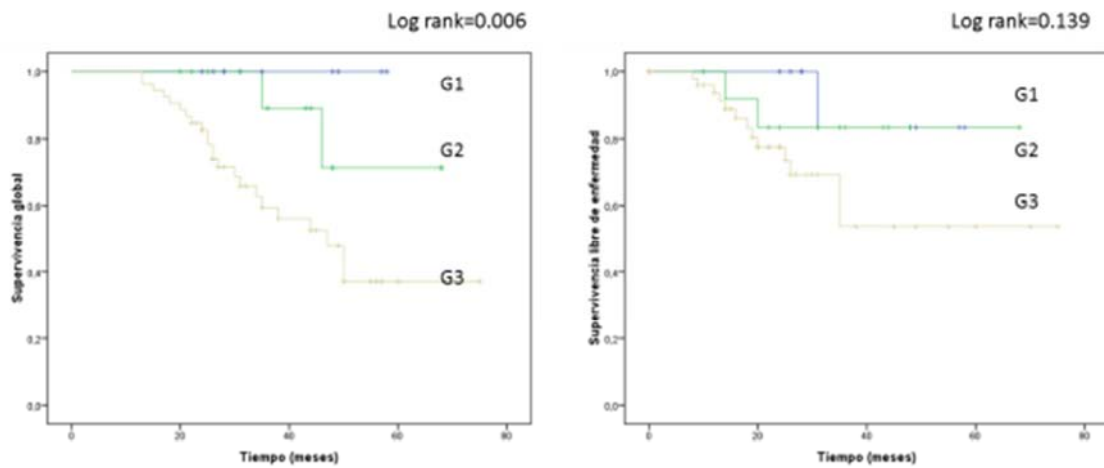 Log rank=0.006
Supervivencia global
1,0
0,8
0,6
0,4
0,2
0,0
G1
G2
G3
0
20
40
60
80
Tiempo (meses)
Log rank=0.139
Supervivencia libre de enfermedad
1,0
0,8
0,6
0,4
0,2
0,0
G1
G2
G3
0
20
40
60
80
Tiempo (meses)